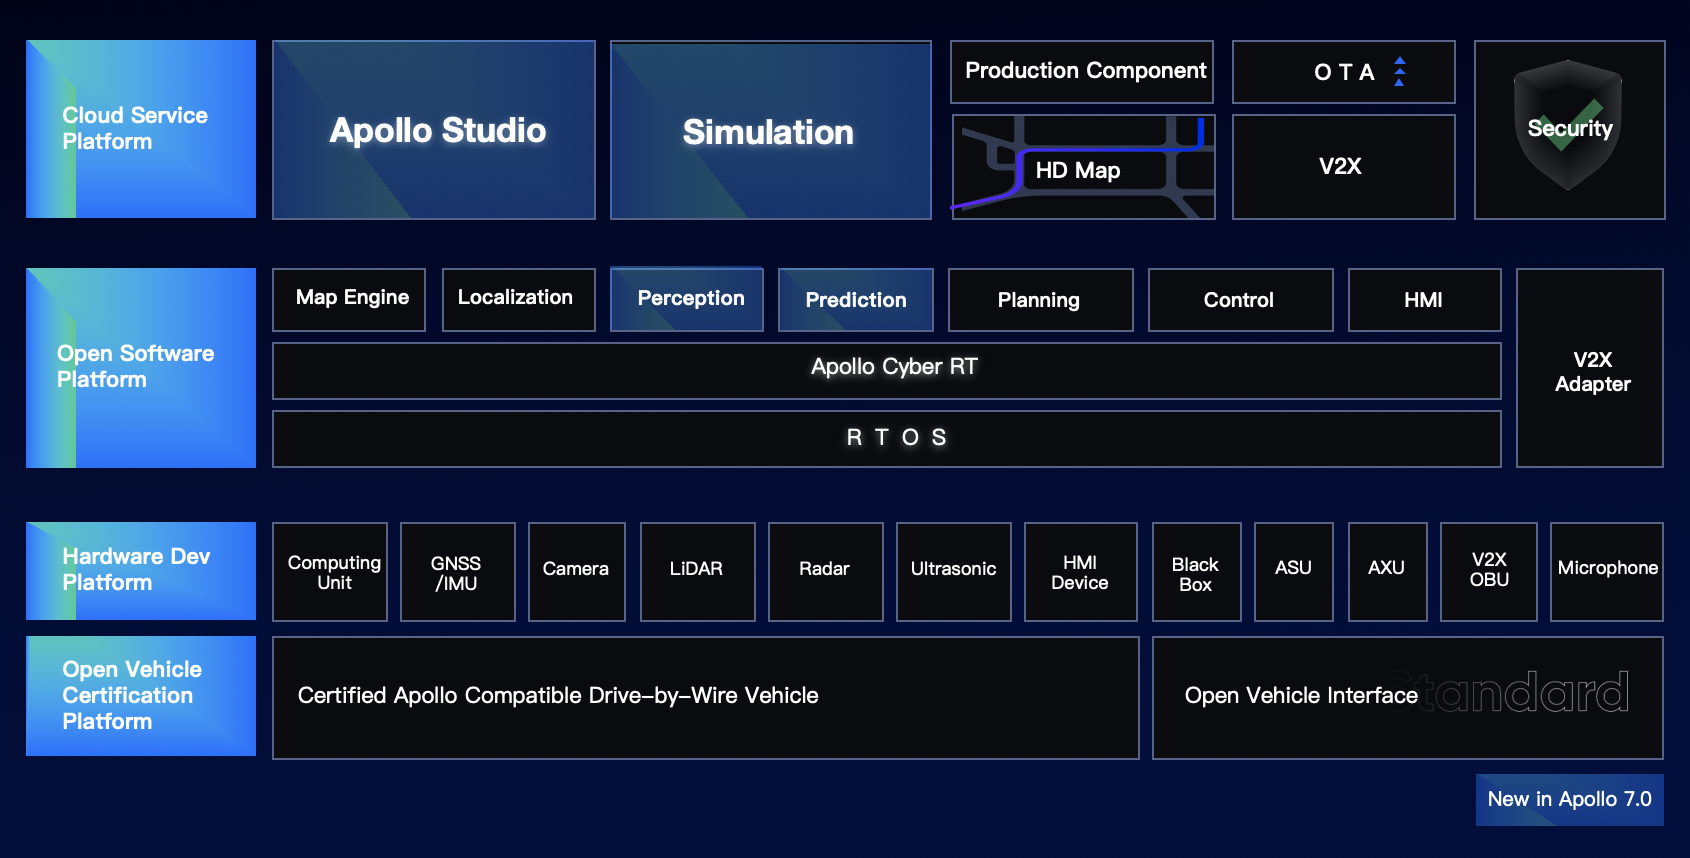 Cloud Service
Platform
Apollo Studio
Simulation
Production Component
HD Map
OTA
V2X
Security
Open Software
Platform
Map Engine
Localization
Perception
Prediction
Planning
Control
HMI
Apollo Cyber RT
RTOS
V2X
Adapter
Hardware Dev
Platform
Computing
Unit
GNSS
/IMU
Camera
LiDAR
Radar
Ultrasonic
HMI
Device
Black
Box
ASU
AXU
V2X
OBU
Microphone
Open Vehicle
Certification
Platform
Certified Apollo Compatible Drive-by-Wire Vehicle
Open Vehicle Interface Standard
New in Apollo 7.0